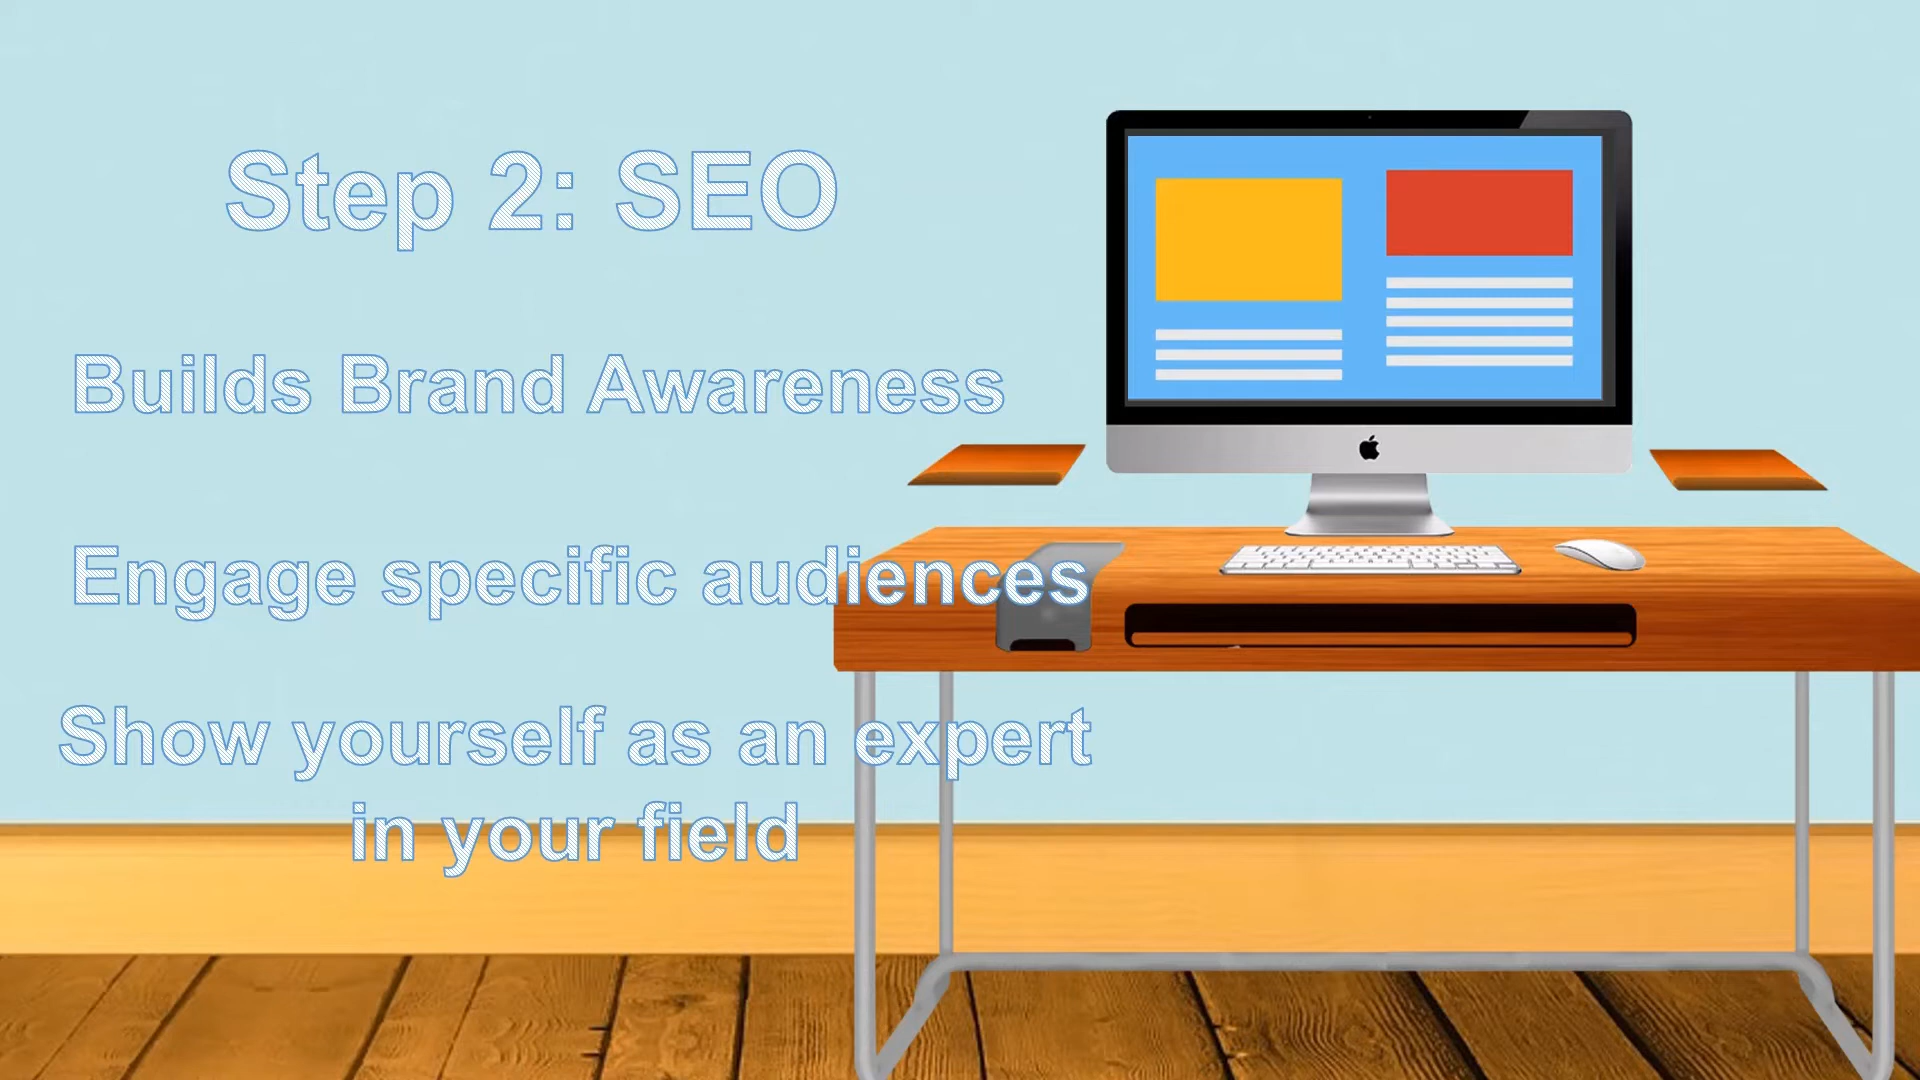 Step 2: SEO
Builds Brand Awareness
Engage specific audiences
Show yourself as an expert
in your field